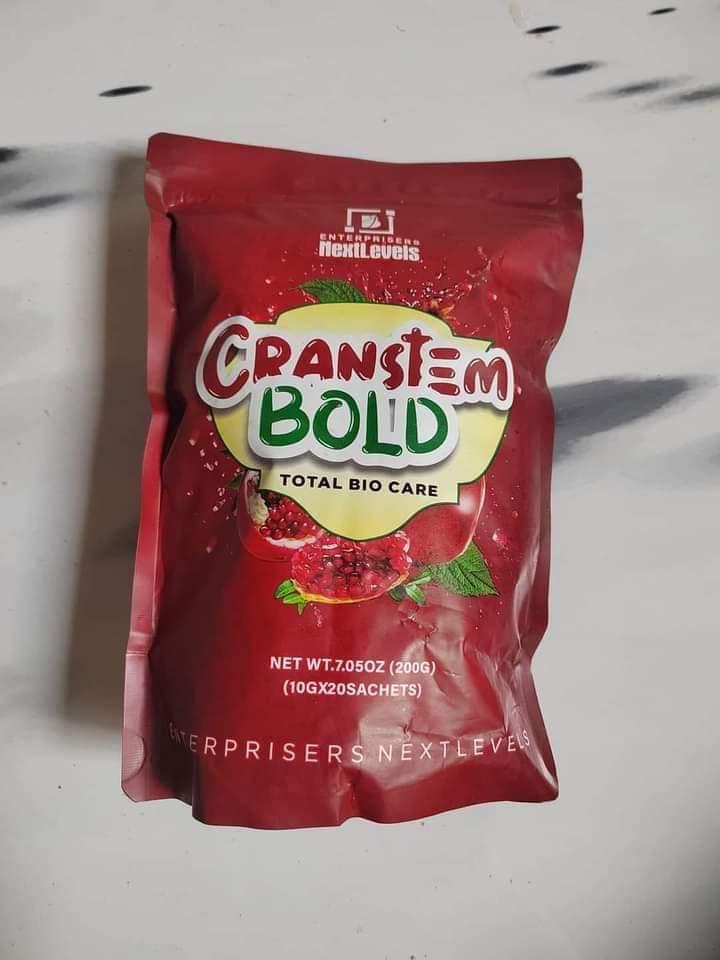 ENTERPRISERS
NextLevels
CRANSTEM
BOLD
TOTAL BIO CARE
NET WT.7.05OZ (200G)
(10GX20SACHETS)
ENTERPRISERS NEXTLEVELS